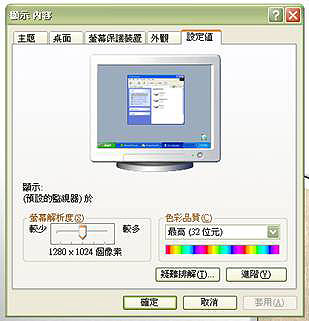 顯示 內容
主題 桌面 螢幕保護裝置 外觀 設定值
顯示:
(預設的監視器) 於
螢幕解析度(S)
較少 較多
1280 x 1024 個像素
色彩品質(C)
最高 (32 位元)
疑難排解(T)... 進階(V)
確定 取消 套用(A)